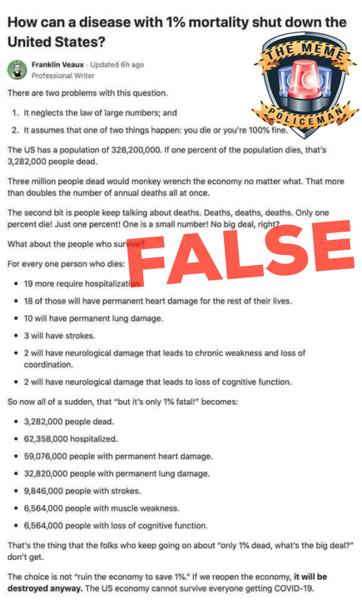 How can a disease with 1% mortality shut down the
United States?
Franklin Veaux · Updated 6h ago
Professional Writer
THE MEME
POLICEMAN
There are two problems with this question.
1. It neglects the law of large numbers; and
2. It assumes that one of two things happen: you die or you're 100% fine.
The US has a population of 328,200,000. If one percent of the population dies, that's
3,282,000 people dead.
Three million people dead would monkey wrench the economy no matter what. That more
than doubles the number of annual deaths all at once.
The second bit is people keep talking about deaths. Deaths, deaths, deaths. Only one
percent die! Just one percent! One is a small number! No big deal, right?
What about the people who survive?
FALSE
For every one person who dies:
• 19 more require hospitalization.
• 18 of those will have permanent heart damage for the rest of their lives.
• 10 will have permanent lung damage.
• 3 will have strokes.
• 2 will have neurological damage that leads to chronic weakness and loss of
coordination.
• 2 will have neurological damage that leads to loss of cognitive function.
So now all of a sudden, that "but it's only 1% fatal!" becomes:
• 3,282,000 people dead.
• 62,358,000 hospitalized.
• 59,076,000 people with permanent heart damage.
• 32,820,000 people with permanent lung damage.
• 9,846,000 people with strokes.
• 6,564,000 people with muscle weakness.
• 6,564,000 people with loss of cognitive function.
That's the thing that the folks who keep going on about "only 1% dead, what's the big deal?"
don't get.
The choice is not "ruin the economy to save 1%." If we reopen the economy, it will be
destroyed anyway. The US economy cannot survive everyone getting COVID-19.